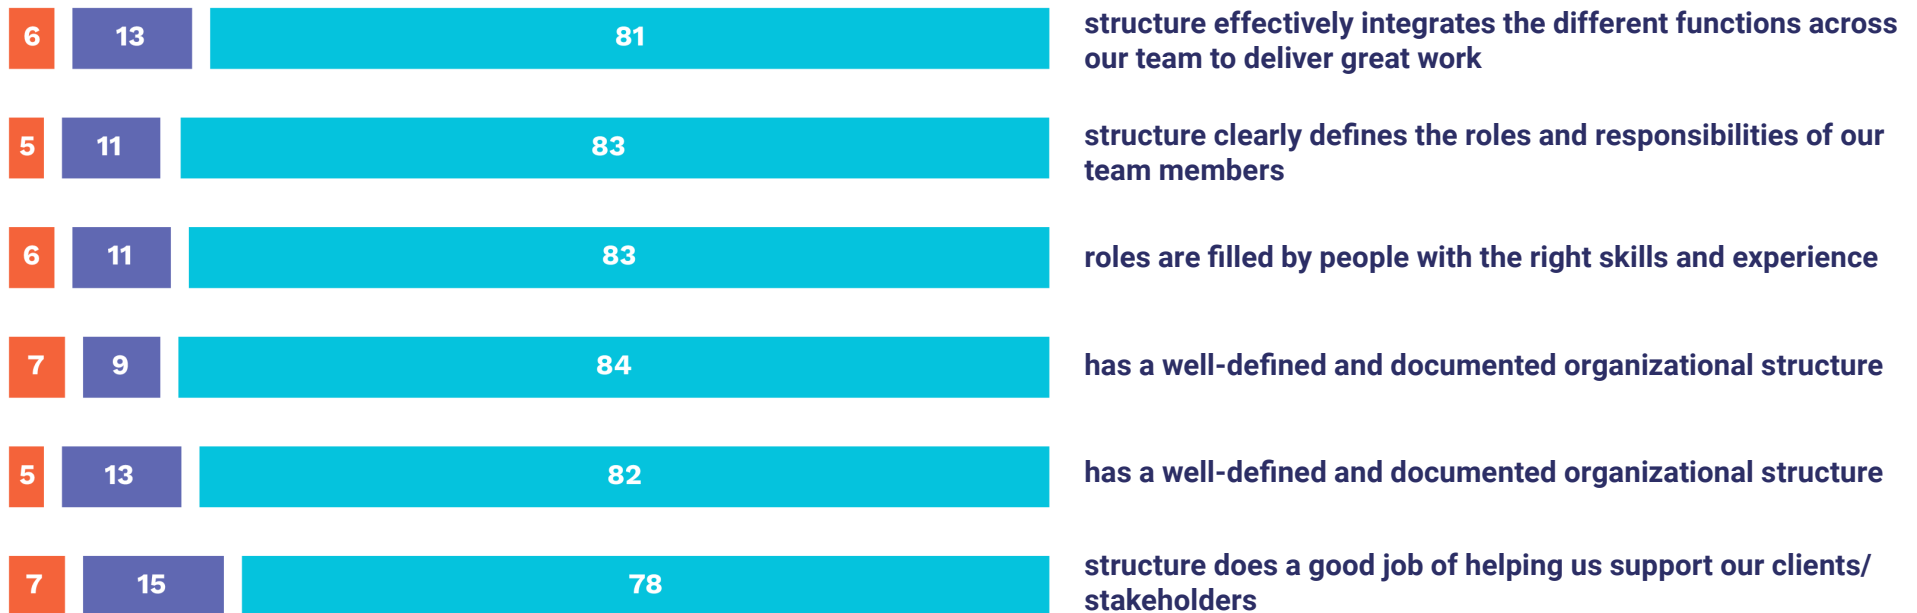 6 13 81 structure effectively integrates the different functions across
our team to deliver great work
5 11 83 structure clearly defines the roles and responsibilities of our
team members
6 11 83 roles are filled by people with the right skills and experience
7 9 84 has a well-defined and documented organizational structure
5 13 82 has a well-defined and documented organizational structure
7 15 78 structure does a good job of helping us support our clients/
stakeholders